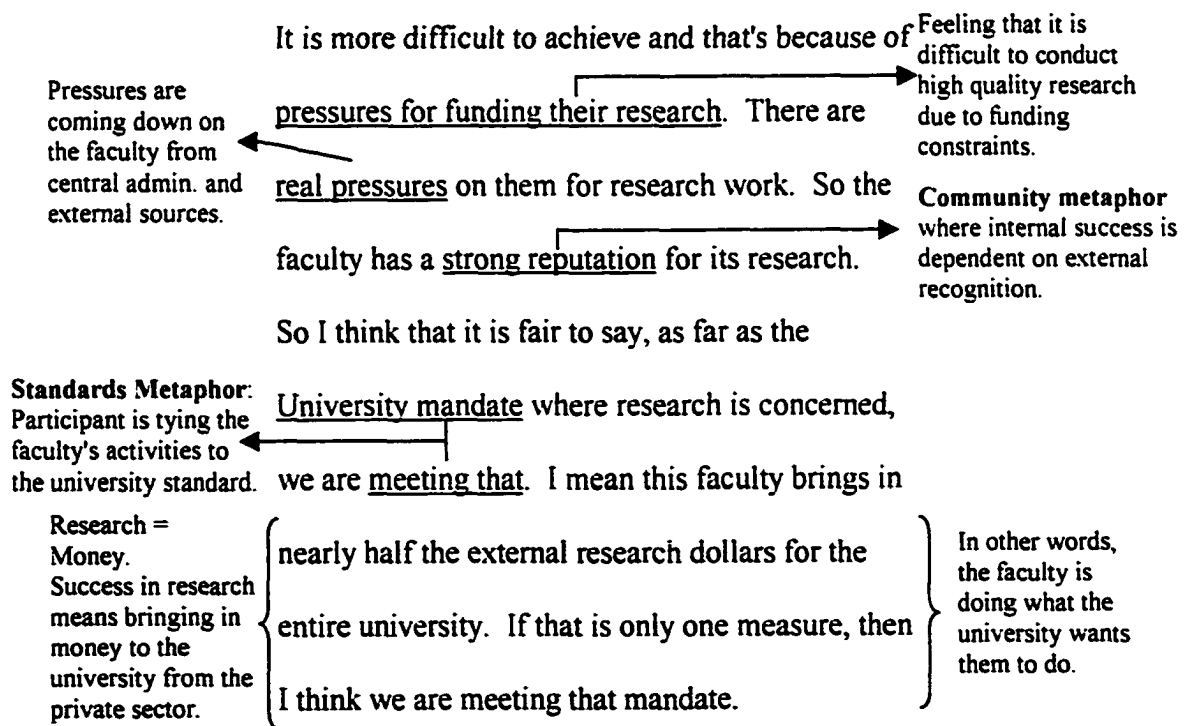 It is more difficult to achieve and that's because of
pressures for funding their research. There are
real pressures on them for research work. So the
faculty has a strong reputation for its research.
So I think that it is fair to say, as far as the
University mandate where research is concerned,
we are meeting that. I mean this faculty brings in
nearly half the external research dollars for the
entire university. If that is only one measure, then
I think we are meeting that mandate.
Pressures are
coming down on
the faculty from
central admin. and
external sources.
Standards Metaphor:
Participant is tying the
faculty's activities to
the university standard.
Research =
Money.
Success in research
means bringing in
money to the
university from the
private sector.
Feeling that it is
difficult to conduct
high quality research
due to funding
constraints.
Community metaphor
where internal success is
dependent on external
recognition.
In other words,
the faculty is
doing what the
university wants
them to do.